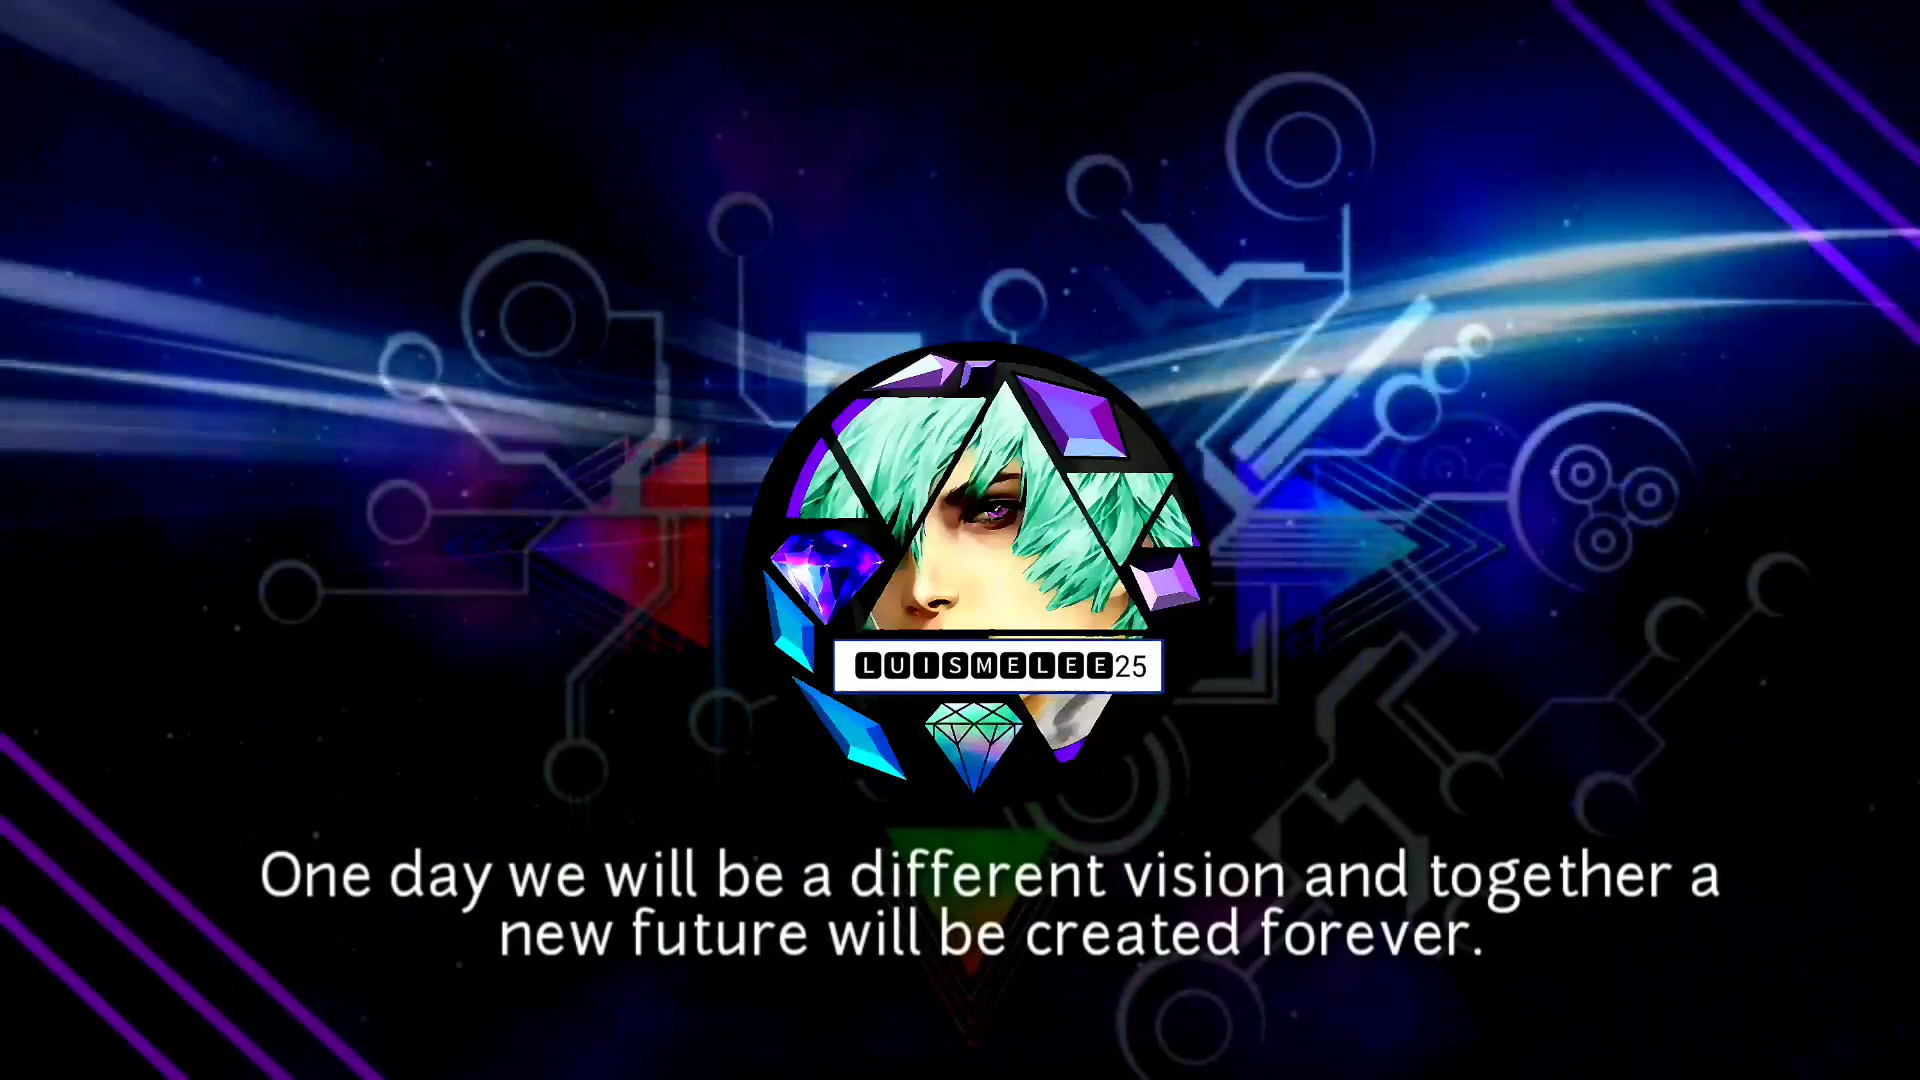 LUISMELEE25
One day we will be a different vision and together a
new future will be created forever.